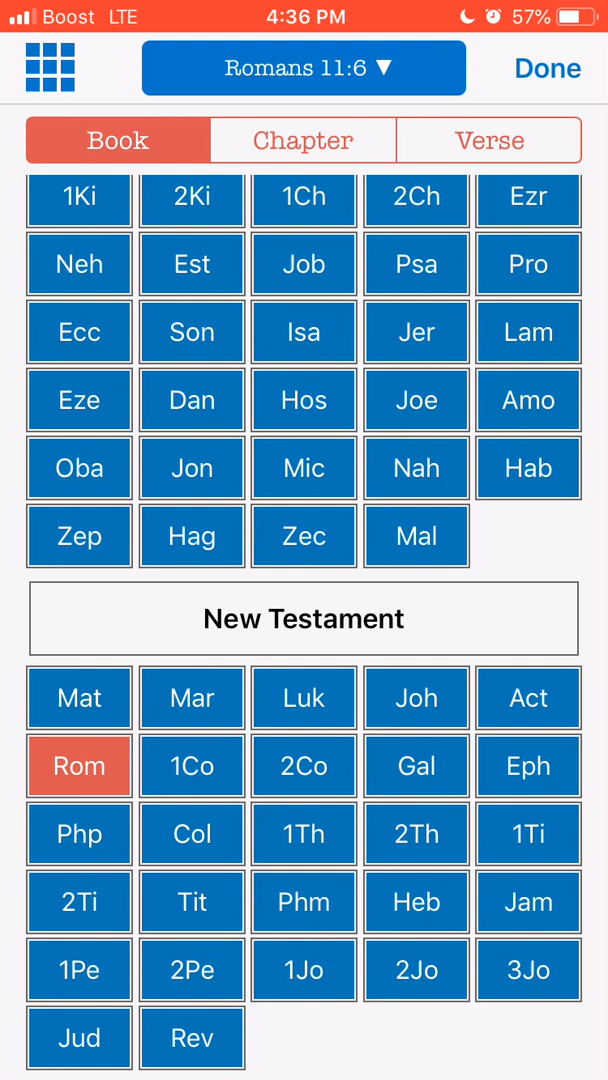 Boost LTE 4:36 PM 57%
Romans 11:6 ▼ Done
Book Chapter Verse
1Ki 2Ki 1Ch 2Ch Ezr
Neh Est Job Psa Pro
Ecc Son Isa Jer Lam
Eze Dan Hos Joe Amo
Oba Jon Mic Nah Hab
Zep Hag Zec Mal
New Testament
Mat Mar Luk Joh Act
Rom 1Co 2Co Gal Eph
Php Col 1Th 2Th 1Ti
2Ti Tit Phm Heb Jam
1Pe 2Pe 1Jo 2Jo 3Jo
Jud Rev